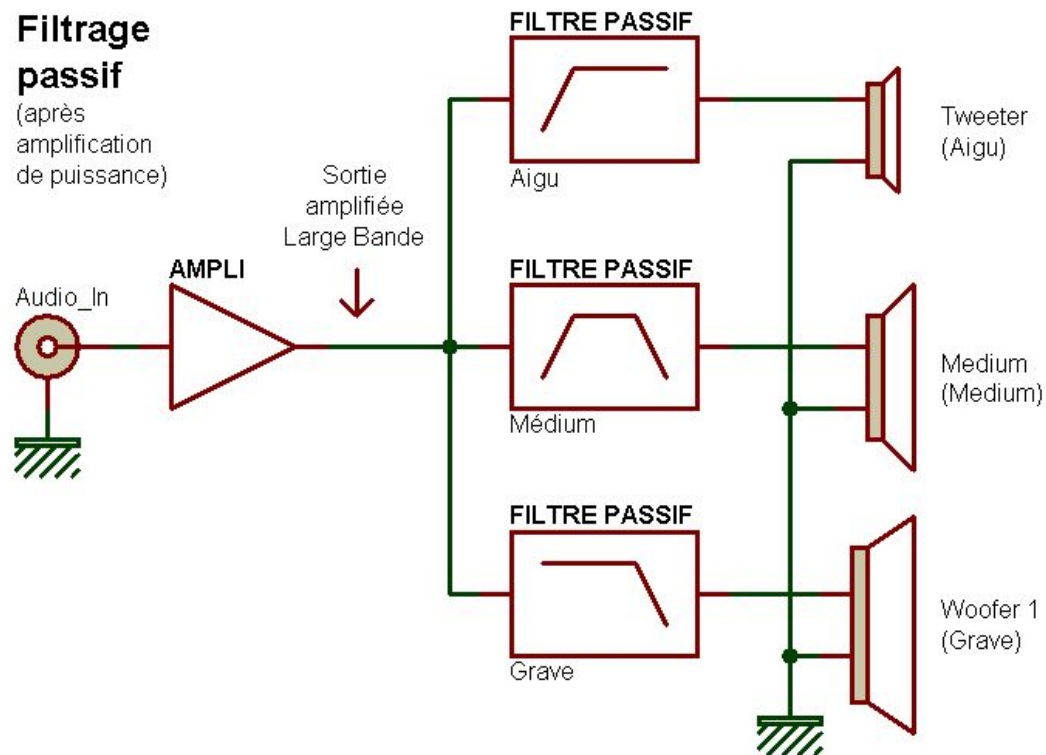 Filtrage
passif
(après
amplification
de puissance)
Sortie
amplifiée
Large Bande
AMPLI
Audio_In
FILTRE PASSIF
Aigu
FILTRE PASSIF
Médium
FILTRE PASSIF
Grave
Tweeter
(Aigu)
Medium
(Medium)
Woofer 1
(Grave)